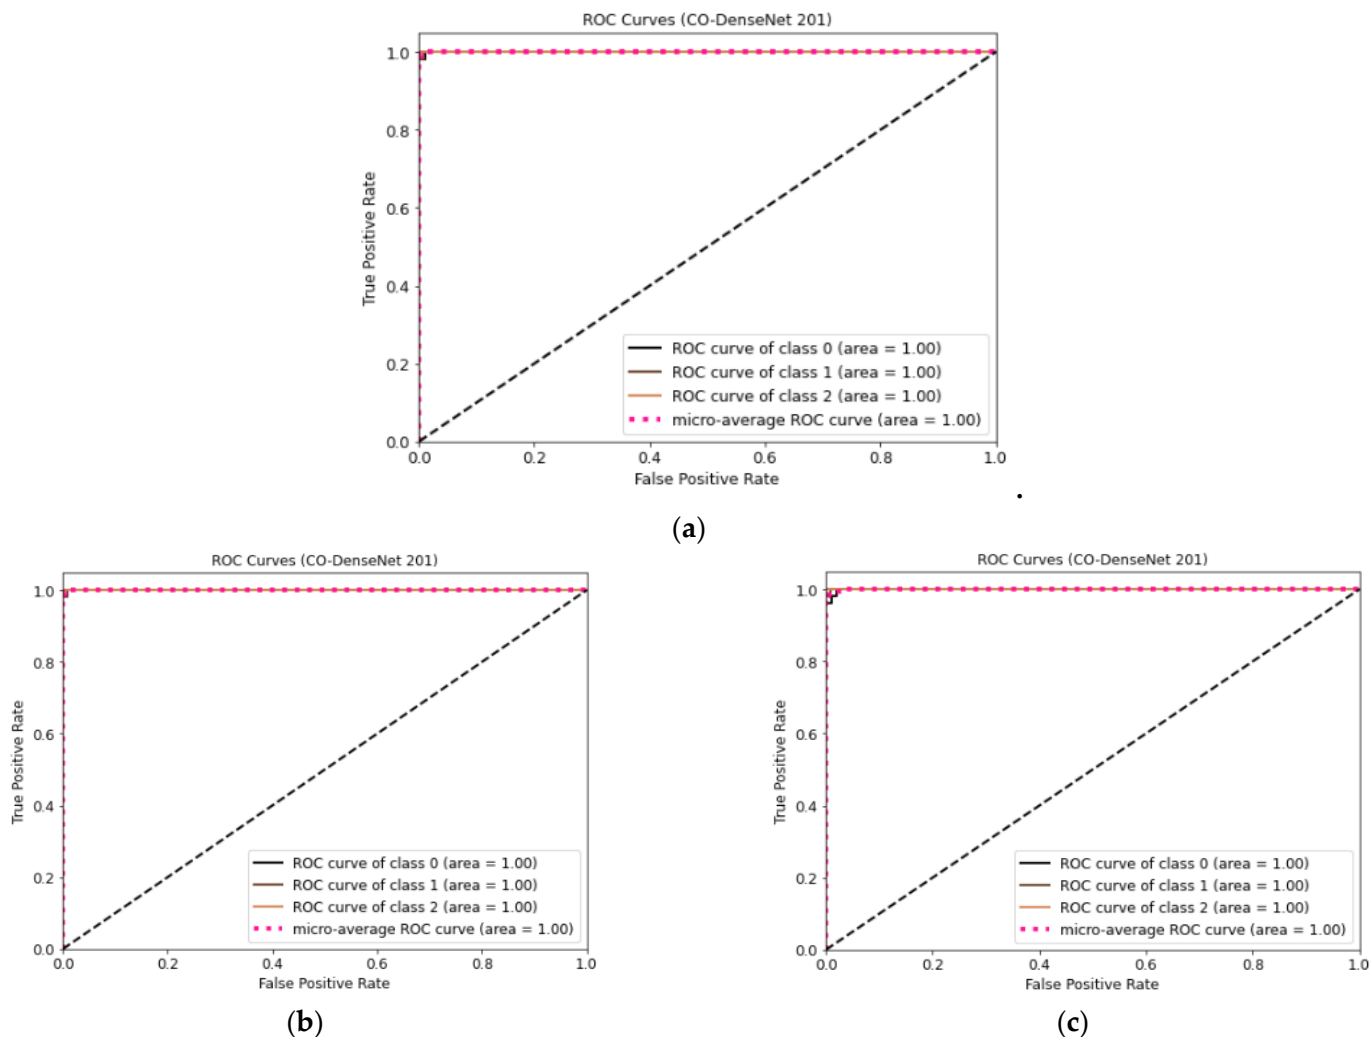 ROC Curves (CO-DenseNet 201)
1.0
0.8
0.6
0.4
0.2
0.0
True Positive Rate
ROC curve of class 0 (area = 1.00)
ROC curve of class 1 (area = 1.00)
ROC curve of class 2 (area = 1.00)
micro-average ROC curve (area = 1.00)
0.0 0.2 0.4 0.6 0.8 1.0
False Positive Rate
.
(a)
ROC Curves (CO-DenseNet 201)
1.0
0.8
0.6
0.4
0.2
0.0
True Positive Rate
ROC curve of class 0 (area = 1.00)
ROC curve of class 1 (area = 1.00)
ROC curve of class 2 (area = 1.00)
micro-average ROC curve (area = 1.00)
0.0 0.2 0.4 0.6 0.8 1.0
False Positive Rate
(b)
ROC Curves (CO-DenseNet 201)
1.0
0.8
0.6
0.4
0.2
0.0
True Positive Rate
ROC curve of class 0 (area = 1.00)
ROC curve of class 1 (area = 1.00)
ROC curve of class 2 (area = 1.00)
micro-average ROC curve (area = 1.00)
0.0 0.2 0.4 0.6 0.8 1.0
False Positive Rate
(c)